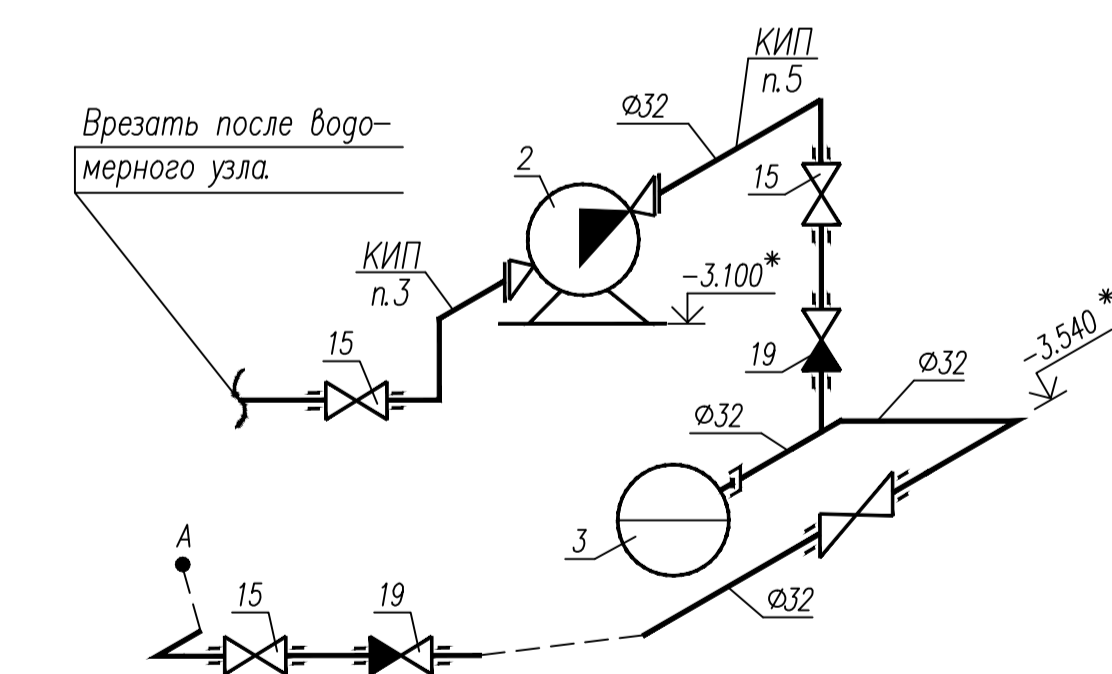 КИП
п.5
Ø32
Врезать после водо-
мерного узла.
2
15
КИП
п.3
-3.100*
-3.540*
15
19
Ø32
Ø32
3
А
15
19
Ø32